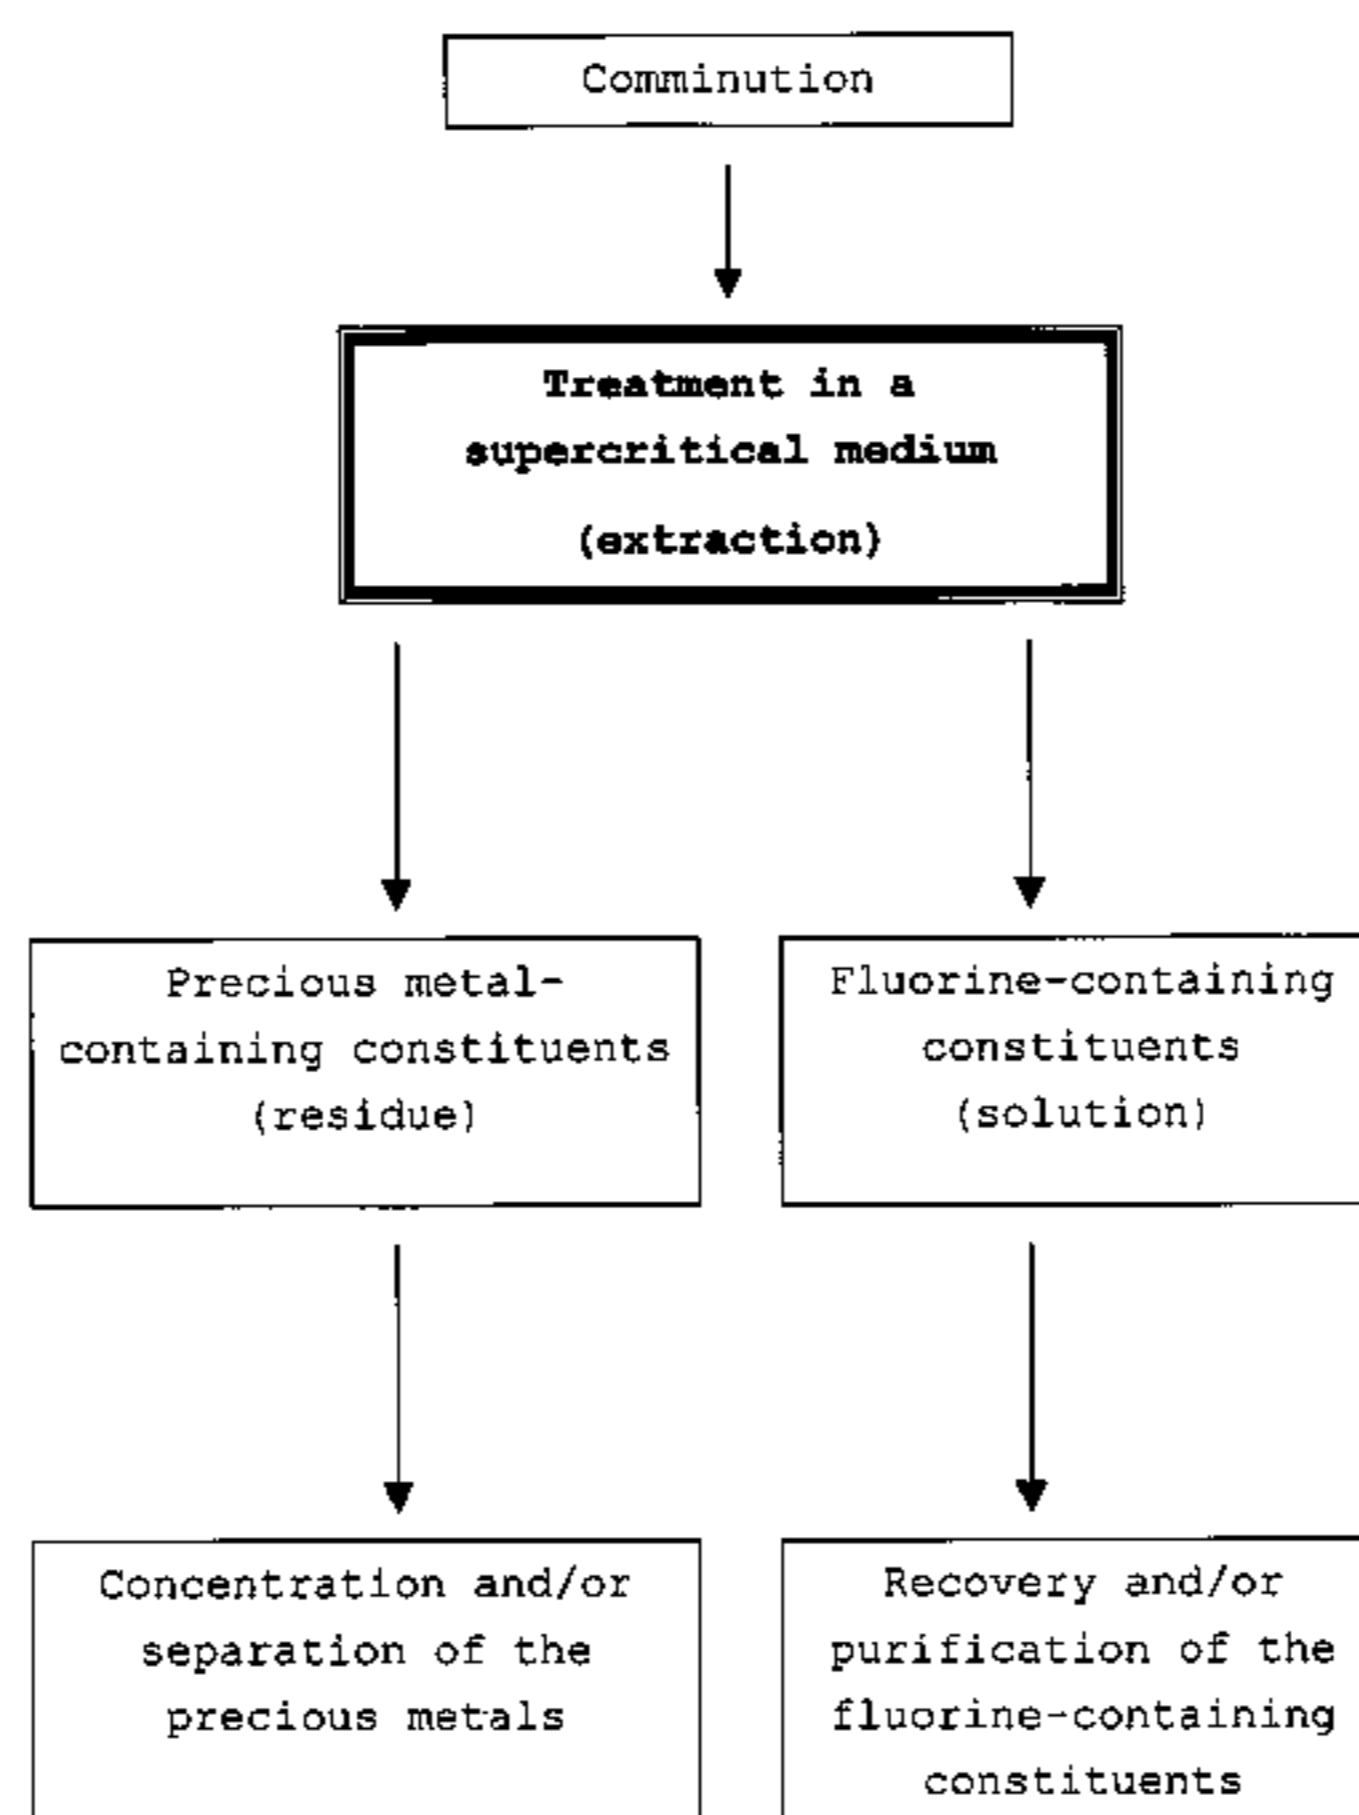 Comminution
Treatment in a
supercritical medium
(extraction)
Precious metal-
containing constituents
(residue)
Fluorine-containing
constituents
(solution)
Concentration and/or
separation of the
precious metals
Recovery and/or
purification of the
fluorine-containing
constituents